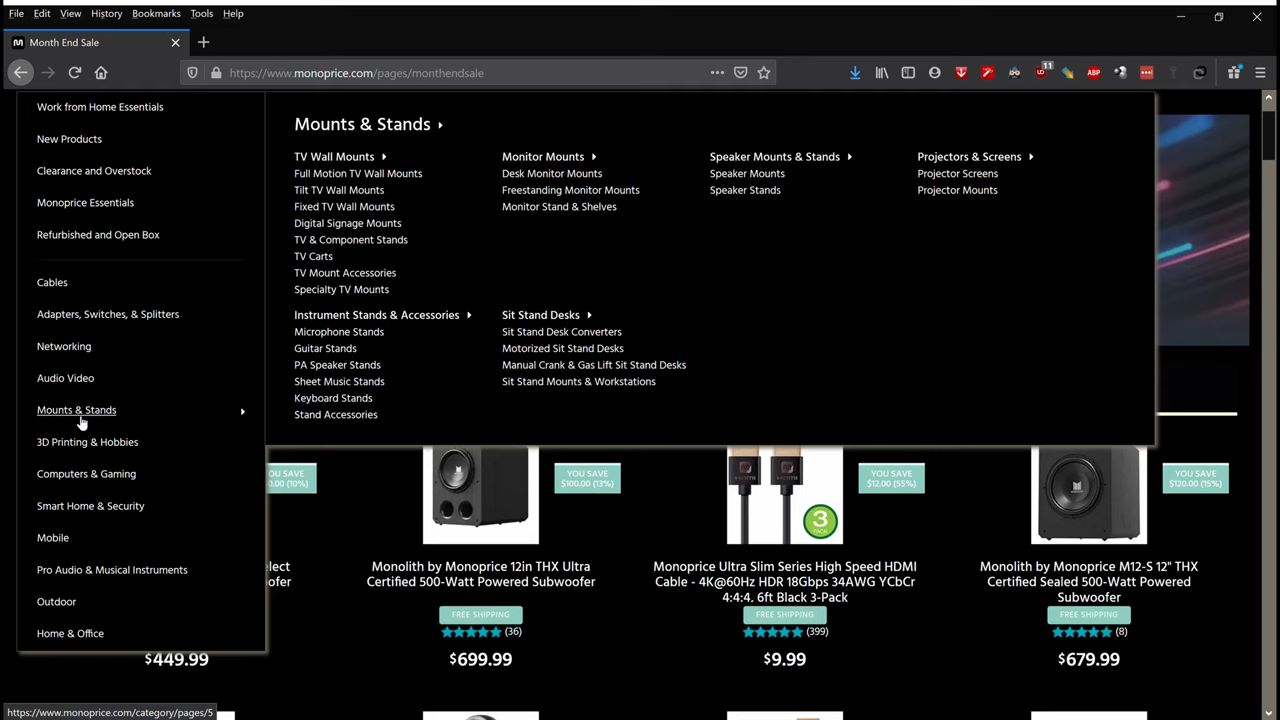 File Edit View History Bookmarks Tools Help
Month End Sale
https://www.monoprice.com/pages/monthendsale
11
ABP
Work from Home Essentials
New Products
Clearance and Overstock
Monoprice Essentials
Refurbished and Open Box
Cables
Adapters, Switches, & Splitters
Networking
Audio Video
Mounts & Stands
3D Printing & Hobbies
Computers & Gaming
Smart Home & Security
Mobile
Pro Audio & Musical Instruments
Outdoor
Home & Office
Mounts & Stands
TV Wall Mounts
Full Motion TV Wall Mounts
Tilt TV Wall Mounts
Fixed TV Wall Mounts
Digital Signage Mounts
TV & Component Stands
TV Carts
TV Mount Accessories
Specialty TV Mounts
Monitor Mounts
Desk Monitor Mounts
Freestanding Monitor Mounts
Monitor Stand & Shelves
Speaker Mounts & Stands
Speaker Mounts
Speaker Stands
Projectors & Screens
Projector Screens
Projector Mounts
Instrument Stands & Accessories
Microphone Stands
Guitar Stands
PA Speaker Stands
Sheet Music Stands
Keyboard Stands
Stand Accessories
Sit Stand Desks
Sit Stand Desk Converters
Motorized Sit Stand Desks
Manual Crank & Gas Lift Sit Stand Desks
Sit Stand Mounts & Workstations
OU SAVE
0.00 (10%)
elect
ofer
$449.99
YOU SAVE
$100.00 (13%)
Monolith by Monoprice 12in THX Ultra
Certified 500-Watt Powered Subwoofer
FREE SHIPPING
(36)
$699.99
YOU SAVE
$12.00 (55%)
3
PACK
Monoprice Ultra Slim Series High Speed HDMI
Cable - 4K@60Hz HDR 18Gbps 34AWG YCbCr
4:4:4, 6ft Black 3-Pack
FREE SHIPPING
(399)
$9.99
YOU SAVE
$120.00 (15%)
Monolith by Monoprice M12-S 12" THX
Certified Sealed 500-Watt Powered
Subwoofer
FREE SHIPPING
(8)
$679.99
https://www.monoprice.com/category/pages/5